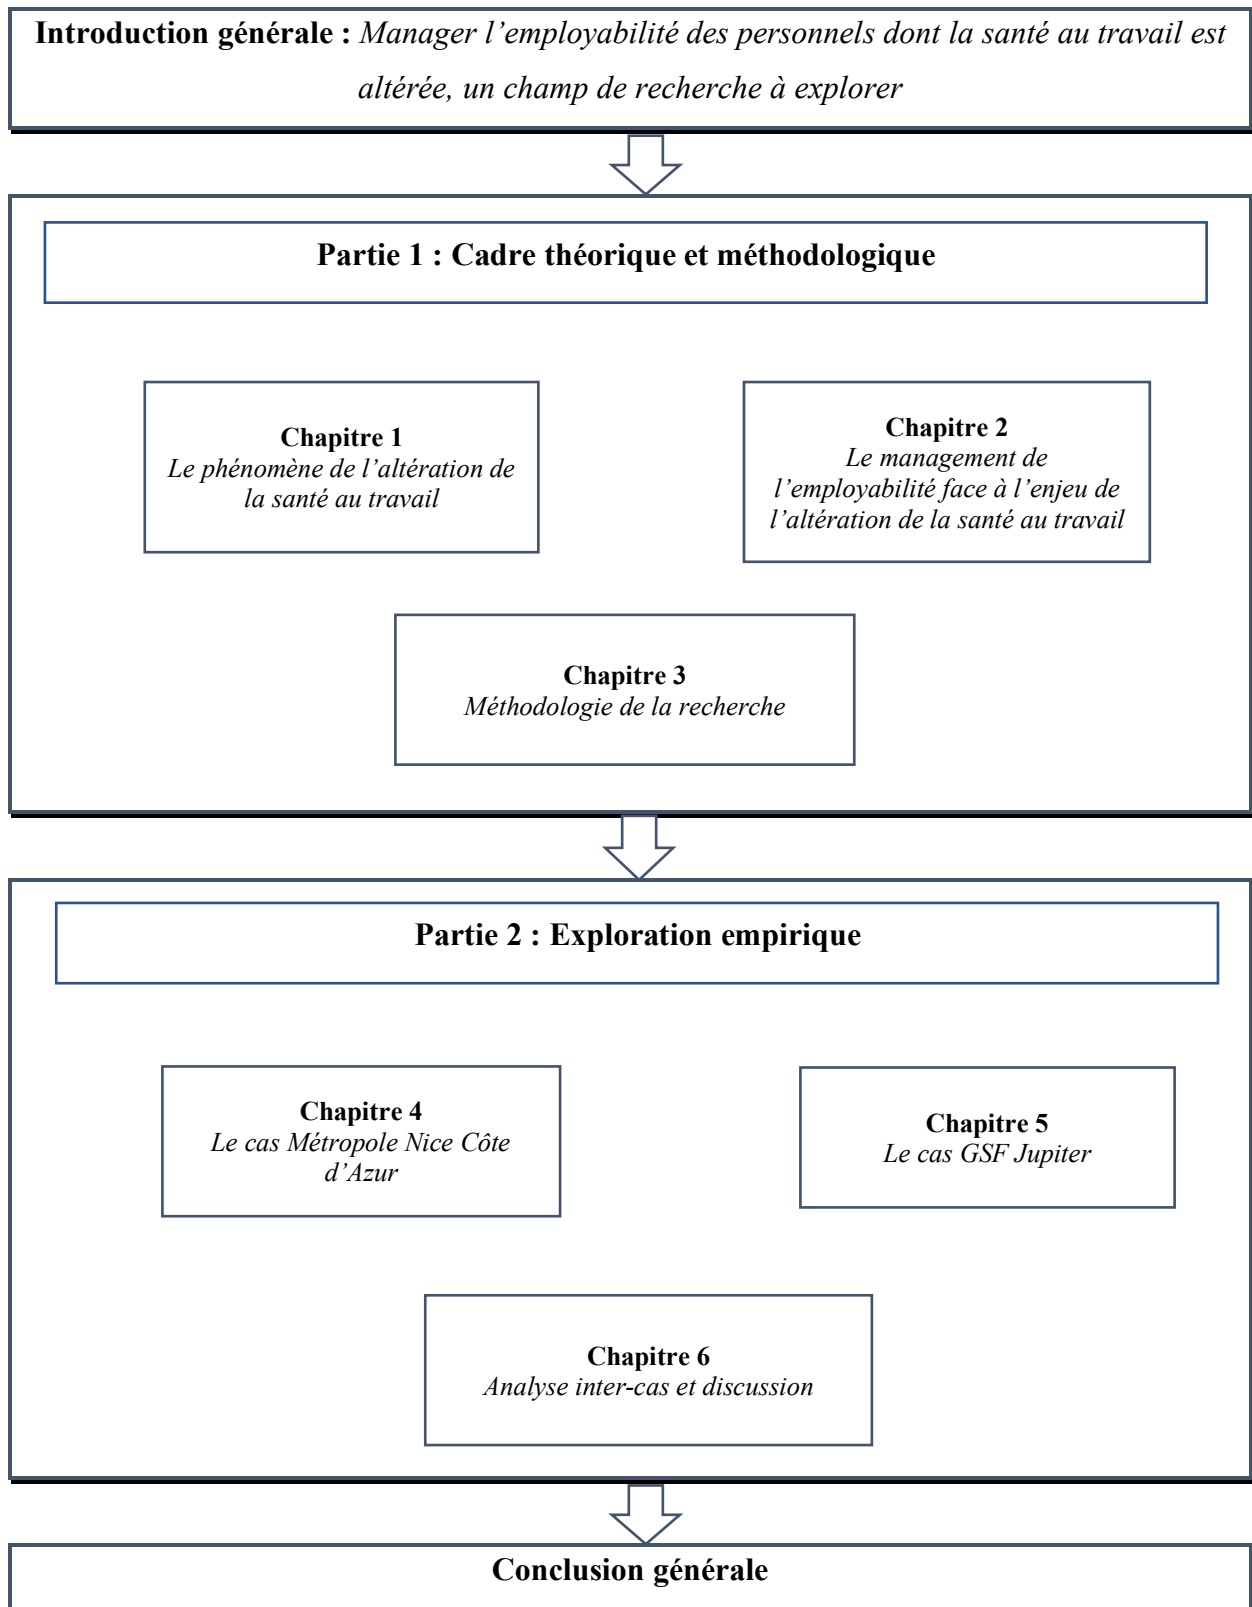 Introduction générale : Manager l’employabilité des personnels dont la santé au travail est
altérée, un champ de recherche à explorer
Partie 1 : Cadre théorique et méthodologique
Chapitre 1
Le phénomène de l’altération de
la santé au travail
Chapitre 2
Le management de
l’employabilité face à l’enjeu de
l’altération de la santé au travail
Chapitre 3
Méthodologie de la recherche
Partie 2 : Exploration empirique
Chapitre 4
Le cas Métropole Nice Côte
d’Azur
Chapitre 5
Le cas GSF Jupiter
Chapitre 6
Analyse inter-cas et discussion
Conclusion générale